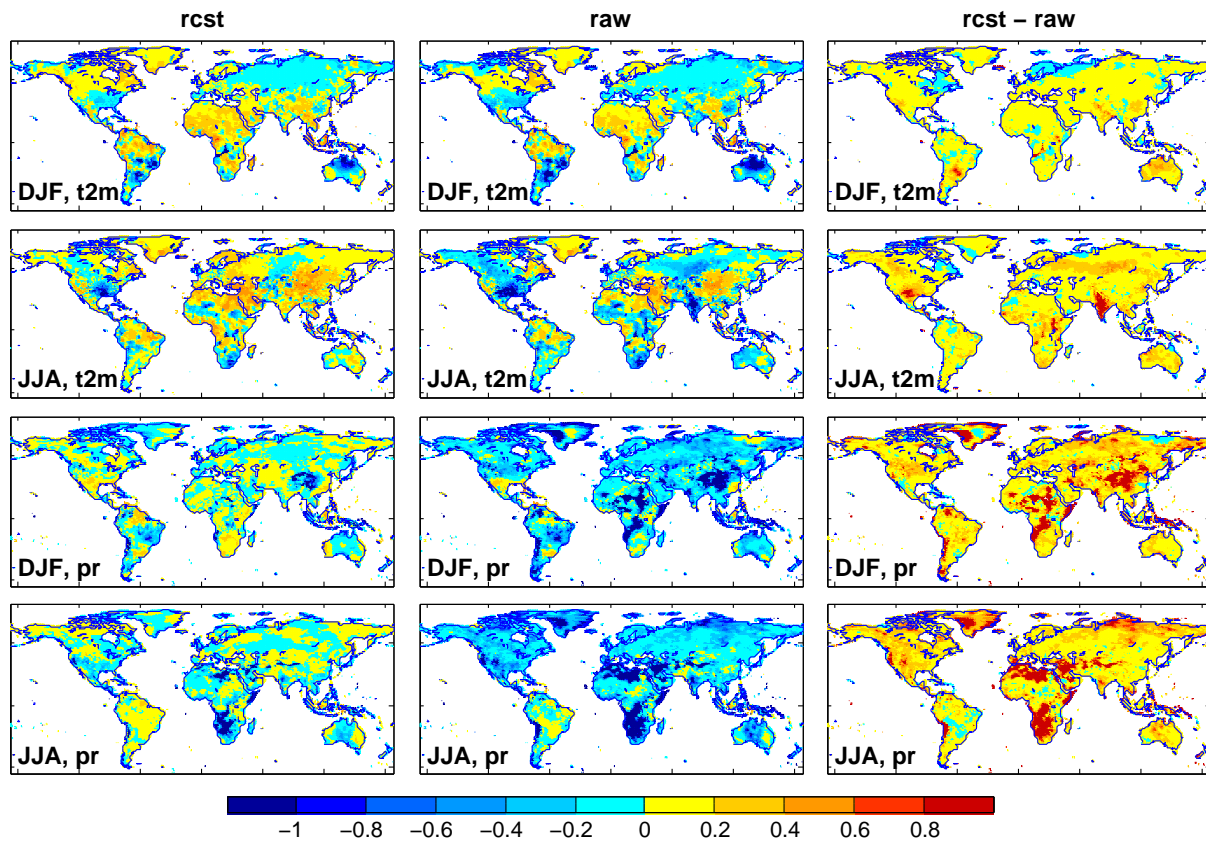 rcst raw rcst − raw
DJF, t2m DJF, t2m DJF, t2m
JJA, t2m JJA, t2m JJA, t2m
DJF, pr DJF, pr DJF, pr
JJA, pr JJA, pr JJA, pr
−1 −0.8 −0.6 −0.4 −0.2 0 0.2 0.4 0.6 0.8